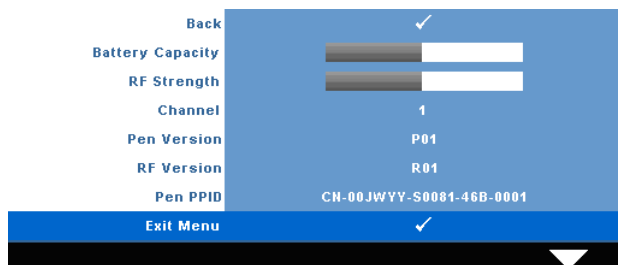 Back ✓
Battery Capacity
RF Strength
Channel 1
Pen Version P01
RF Version R01
Pen PPID CN-00JWYY-S0081-46B-0001
Exit Menu ✓